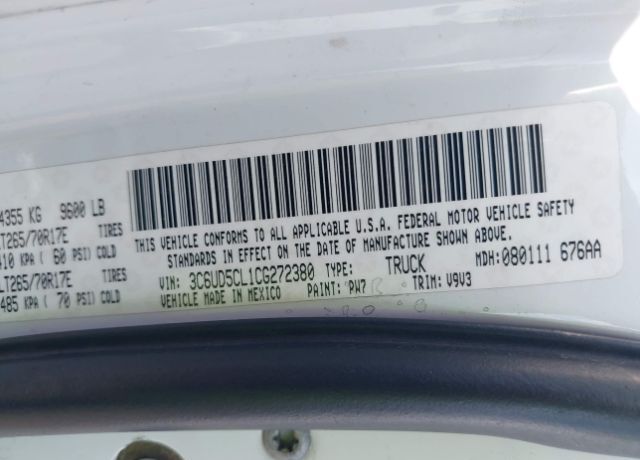 4355 KG 9600 LB
LT265/70R17E TIRES
410 KPA ( 60 PSI) COLD
LT265/70R17E TIRES
485 KPA ( 70 PSI) COLD
THIS VEHICLE CONFORMS TO ALL APPLICABLE U.S.A. FEDERAL MOTOR VEHICLE SAFETY
STANDARDS IN EFFECT ON THE DATE OF MANUFACTURE SHOWN ABOVE.
VIN: 3C6UD5CL1CG272380 TYPE: TRUCK MDH: 080111 676AA
VEHICLE MADE IN MEXICO PAINT: PW7 TRIM: V9V3